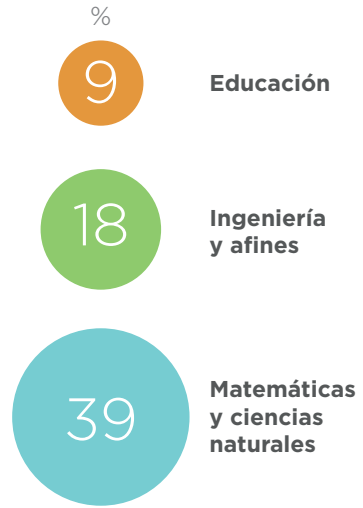 %
9
Educación
18
Ingeniería
y afines
39
Matemáticas
y ciencias
naturales